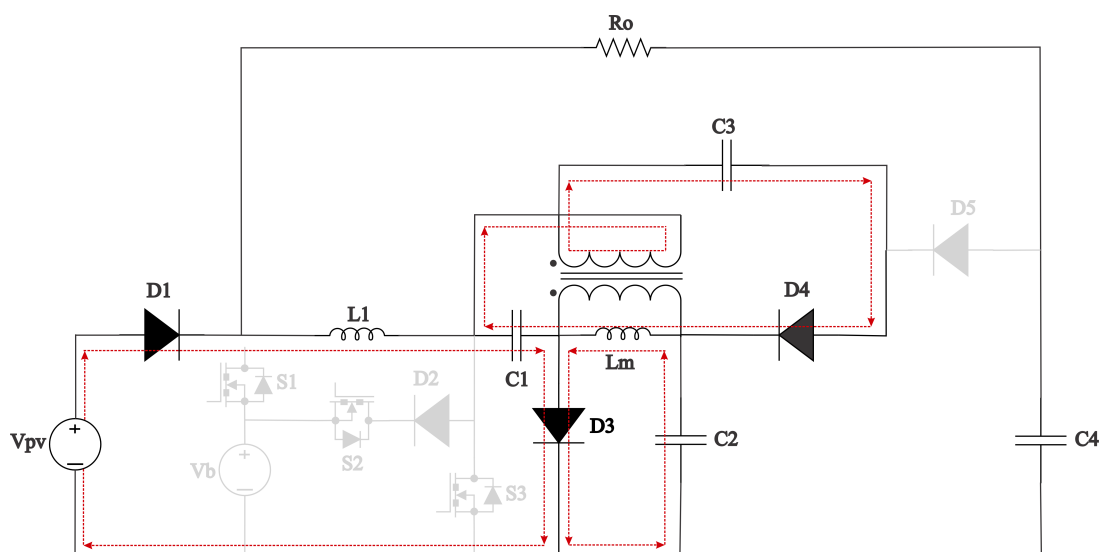 Ro
C3
D5
D1
L1
D4
C1
Lm
S1
D2
D3
C2
C4
Vpv
+
—
S2
Vb
+
—
S3